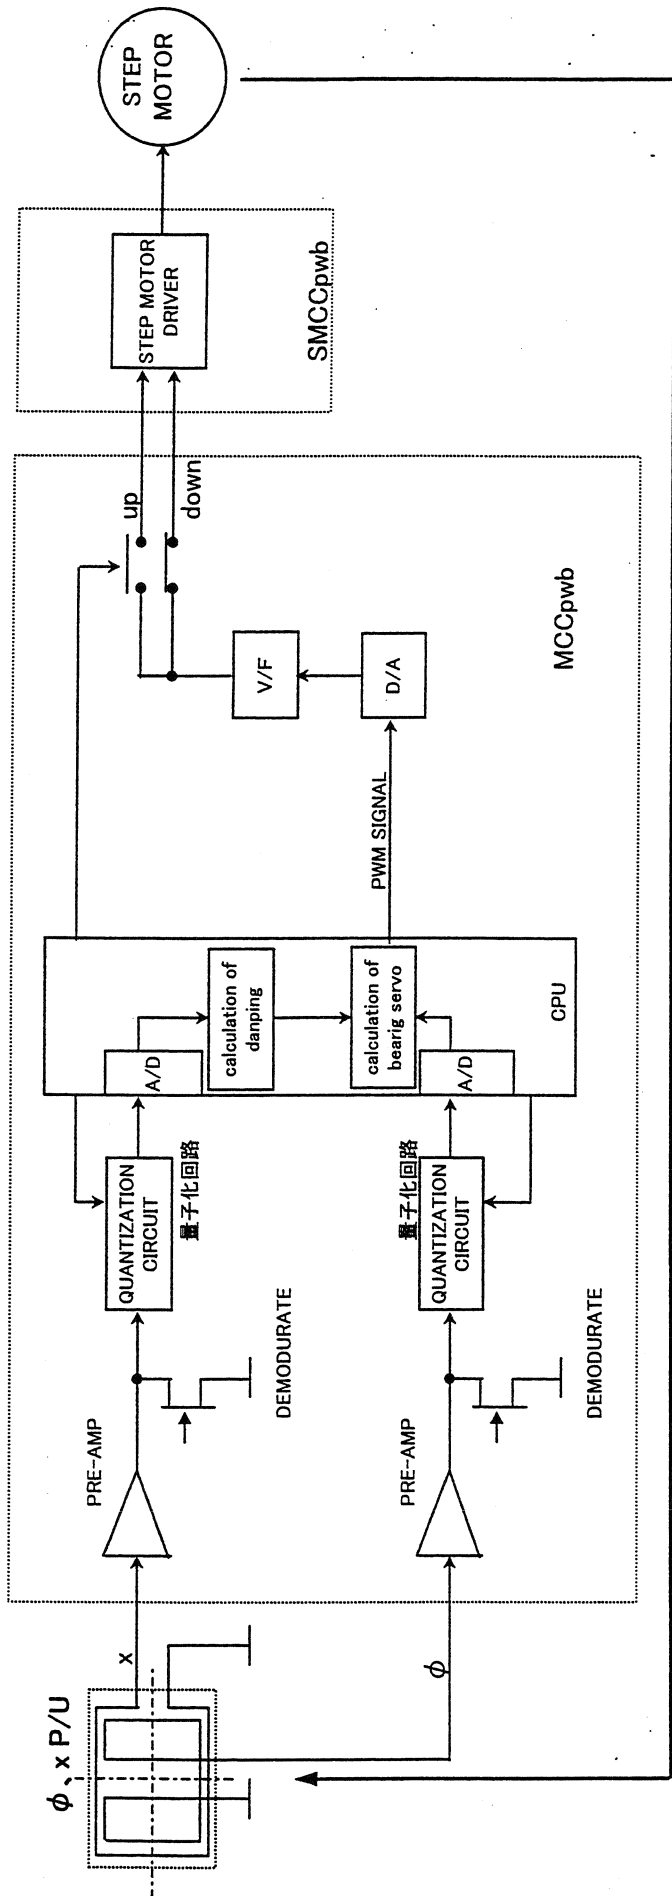 φ、x P/U
x
φ
PRE-AMP
DEMODURATE
QUANTIZATION
CIRCUIT
量子化回路
A/D
calculation of
danping
PRE-AMP
DEMODURATE
QUANTIZATION
CIRCUIT
量子化回路
A/D
calculation of
bearig servo
CPU
PWM SIGNAL
D/A
V/F
up
down
MCCpwb
STEP MOTOR
DRIVER
SMCCpwb
STEP
MOTOR